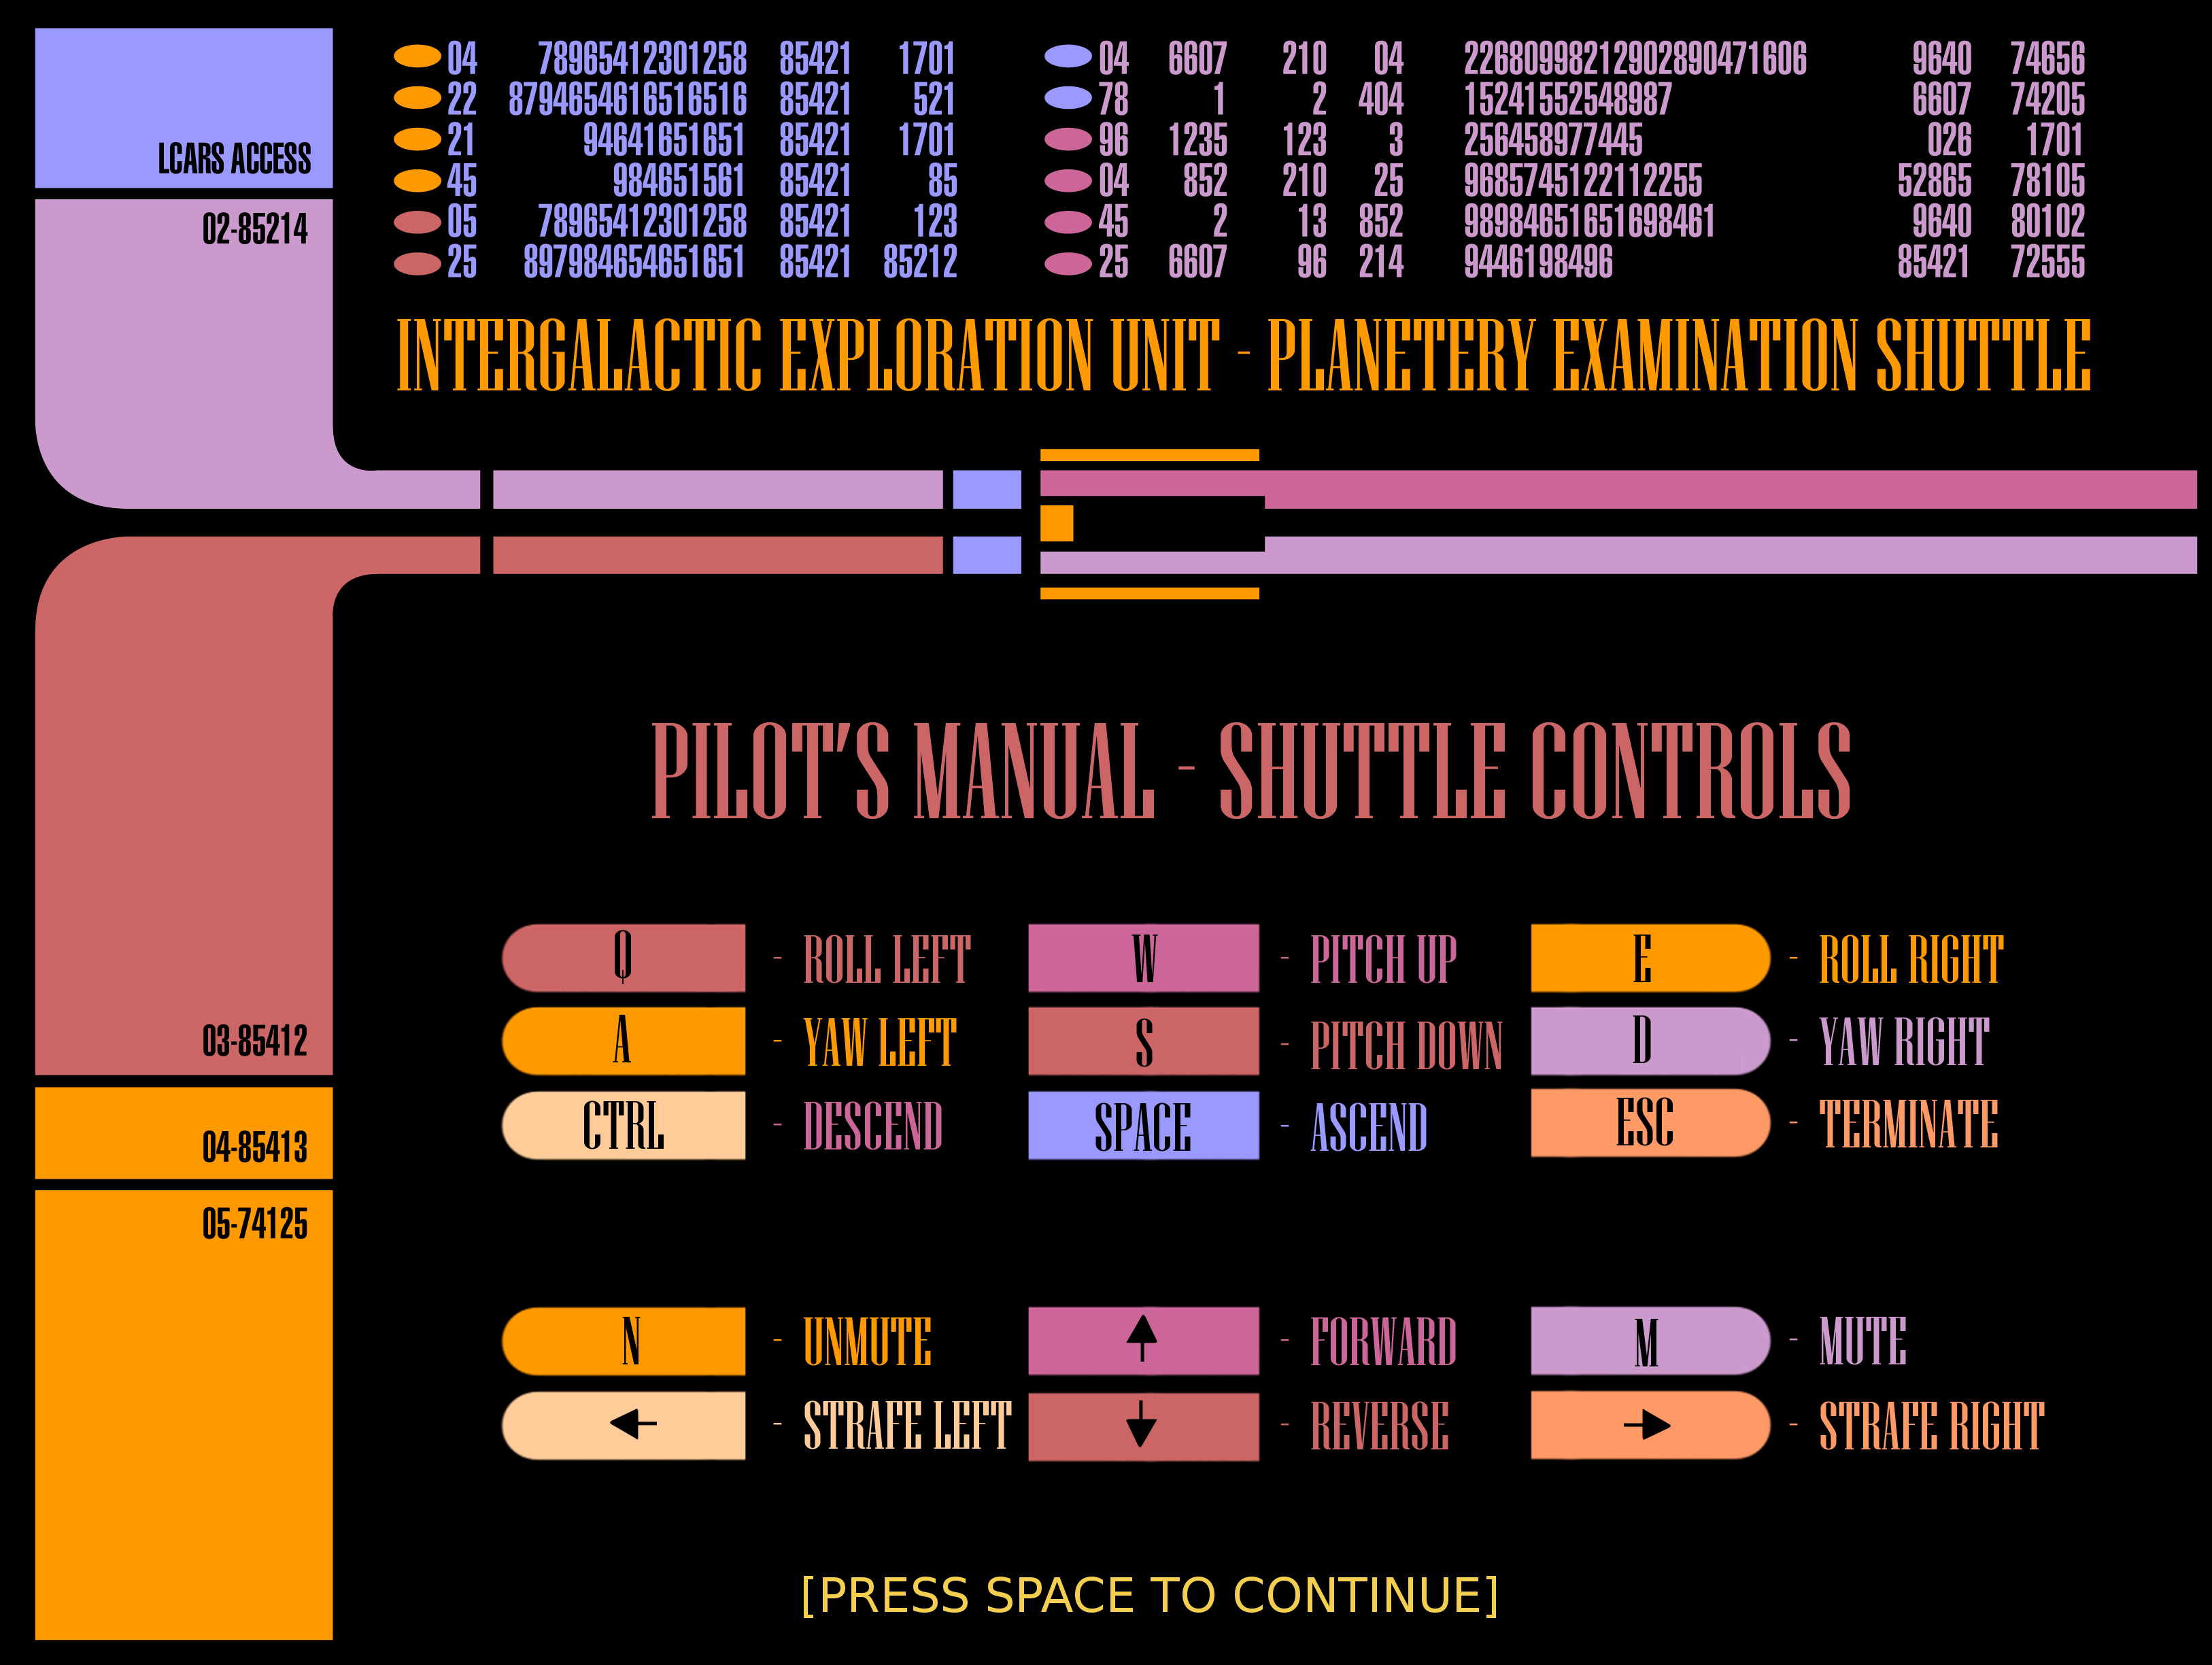 LCARS ACCESS
02-85214
04 78965412301258 85421 1701
22 8794654616516516 85421 521
21 94641651651 85421 1701
45 984651561 85421 85
05 78965412301258 85421 123
25 897984654651651 85421 85212
04 6607 210 04 22680998212902890471606 9640 74656
78 1 2 404 15241552548987 6607 74205
96 1235 123 3 256458977445 026 1701
04 852 210 25 9685745122112255 52865 78105
45 2 13 852 98984651651698461 9640 80102
25 6607 96 214 9446198496 85421 72555
INTERGALACTIC EXPLORATION UNIT - PLANETERY EXAMINATION SHUTTLE
03-85412
04-85413
05-74125
PILOT'S MANUAL - SHUTTLE CONTROLS
Q - ROLL LEFT W - PITCH UP E - ROLL RIGHT
A - YAW LEFT S - PITCH DOWN D - YAW RIGHT
CTRL - DESCEND SPACE - ASCEND ESC - TERMINATE
N - UNMUTE ↑ - FORWARD M - MUTE
← - STRAFE LEFT ↓ - REVERSE → - STRAFE RIGHT
[PRESS SPACE TO CONTINUE]